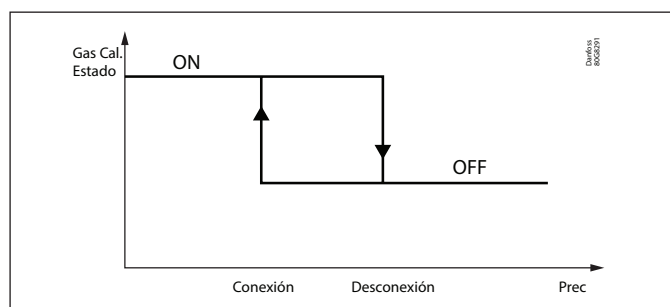 Gas Cal.
Estado
ON
OFF
Conexión
Desconexión
Prec
Danfoss
80G8291